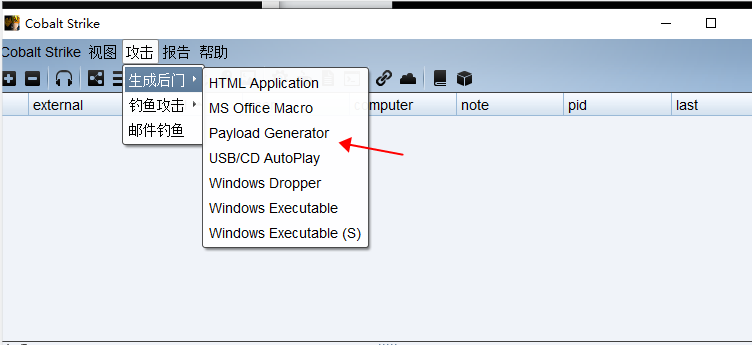 Cobalt Strike
Cobalt Strike 视图 攻击 报告 帮助
生成后门
钓鱼攻击
邮件钓鱼
HTML Application
MS Office Macro
Payload Generator
USB/CD AutoPlay
Windows Dropper
Windows Executable
Windows Executable (S)
external computer note pid last